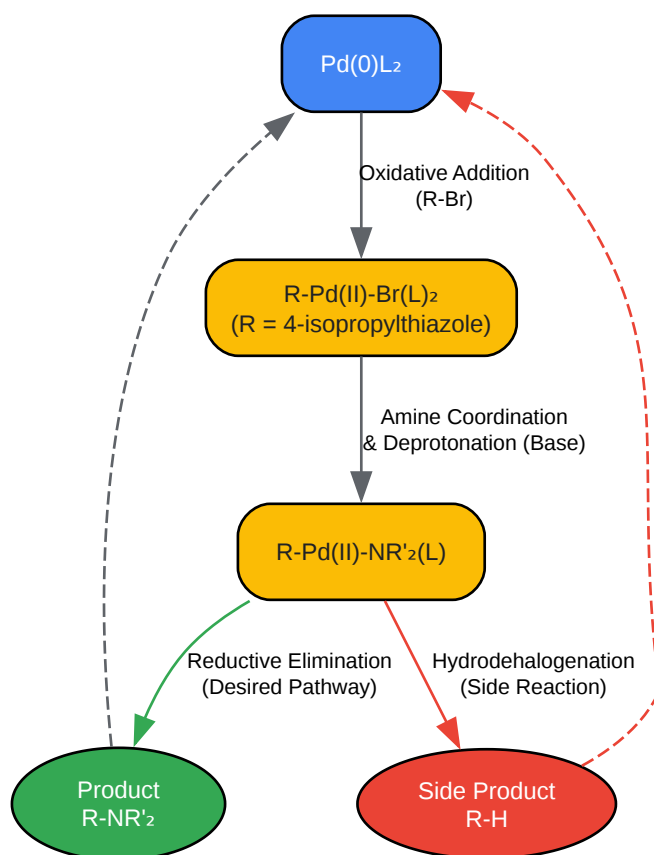 Pd(0)L₂
Oxidative Addition
(R-Br)
R-Pd(II)-Br(L)₂
(R = 4-isopropylthiazole)
Amine Coordination
& Deprotonation (Base)
R-Pd(II)-NR'₂(L)
Reductive Elimination
(Desired Pathway)
Hydrodehalogenation
(Side Reaction)
Product
R-NR'₂
Side Product
R-H